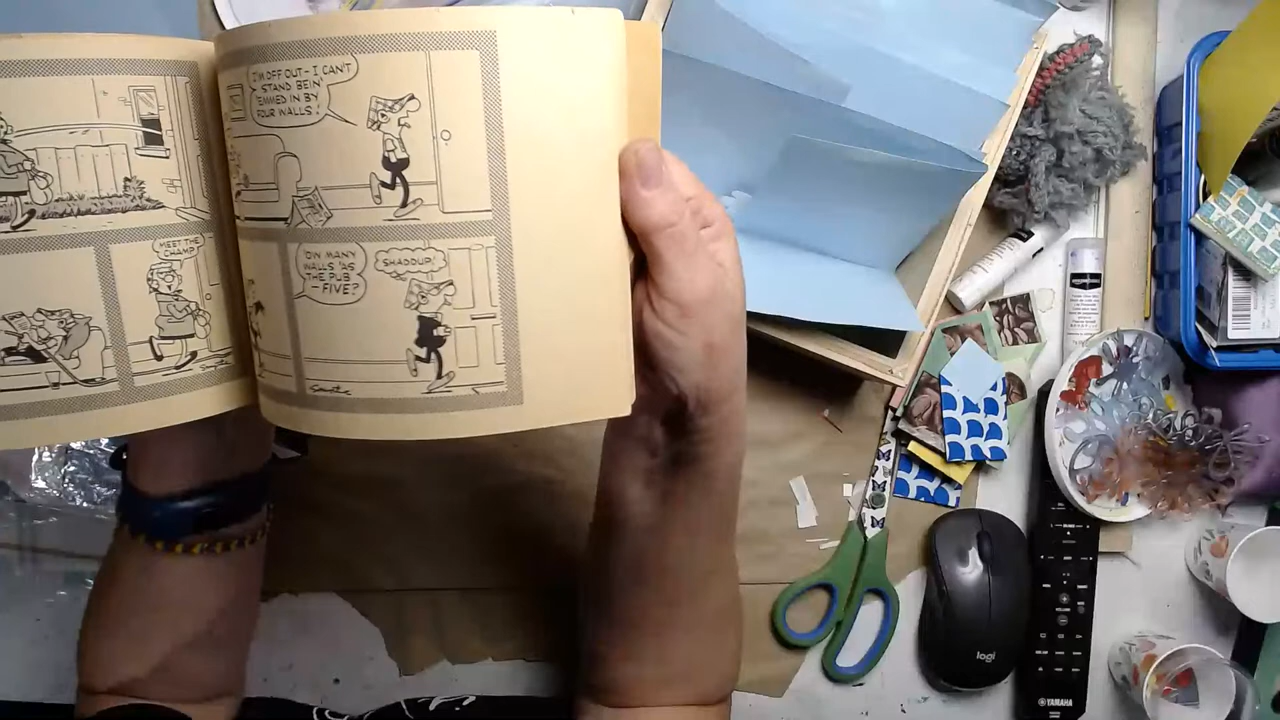 I'M OFF OUT - I CAN'T
STAND BEIN'
'EMMED IN BY
FOUR WALLS!
MEET THE
CHAMP!
'OW MANY
WALLS 'AS
THE PUB
- FIVE?
SHADDUP!
Smythe
logi
YAMAHA